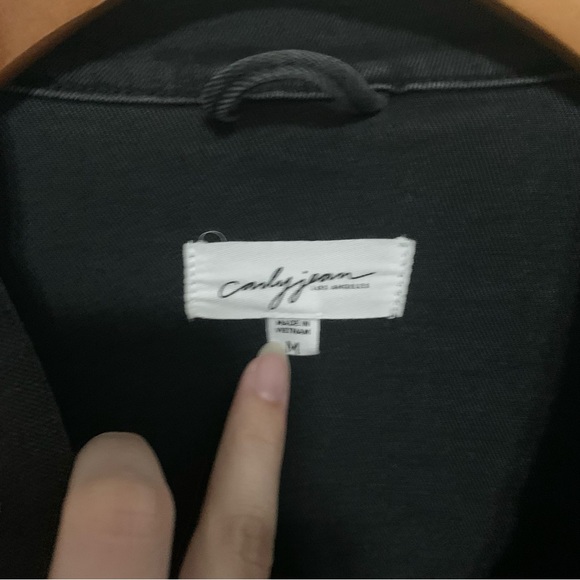 carlyjean
LOS ANGELES
MADE IN
VIETNAM
M